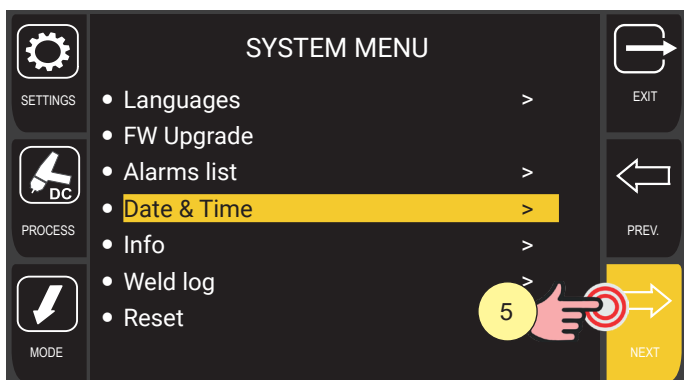 SYSTEM MENU
SETTINGS
EXIT
• Languages >
• FW Upgrade
• Alarms list >
DC
• Date & Time >
PROCESS
PREV.
• Info >
• Weld log >
5
• Reset
MODE
NEXT